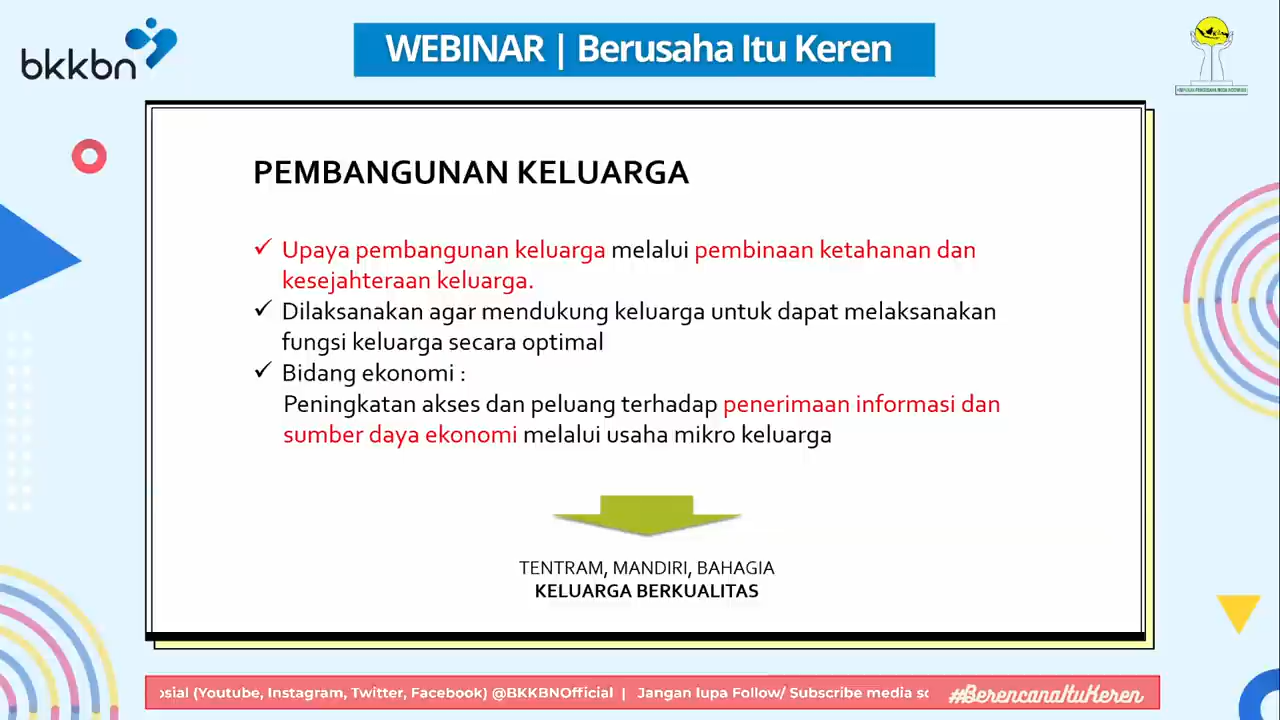 bkkbn
WEBINAR | Berusaha Itu Keren
PEMBANGUNAN KELUARGA
✓ Upaya pembangunan keluarga melalui pembinaan ketahanan dan
kesejahteraan keluarga.
✓ Dilaksanakan agar mendukung keluarga untuk dapat melaksanakan
fungsi keluarga secara optimal
✓ Bidang ekonomi :
Peningkatan akses dan peluang terhadap penerimaan informasi dan
sumber daya ekonomi melalui usaha mikro keluarga
TENTRAM, MANDIRI, BAHAGIA
KELUARGA BERKUALITAS
osial (Youtube, Instagram, Twitter, Facebook) @BKKBNOfficial | Jangan lupa Follow/ Subscribe media so
#BerencanaItuKeren